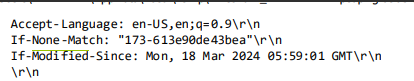 Accept-Language: en-US,en;q=0.9\r\n
If-None-Match: "173-613e90de43bea"\r\n
If-Modified-Since: Mon, 18 Mar 2024 05:59:01 GMT\r\n
\r\n